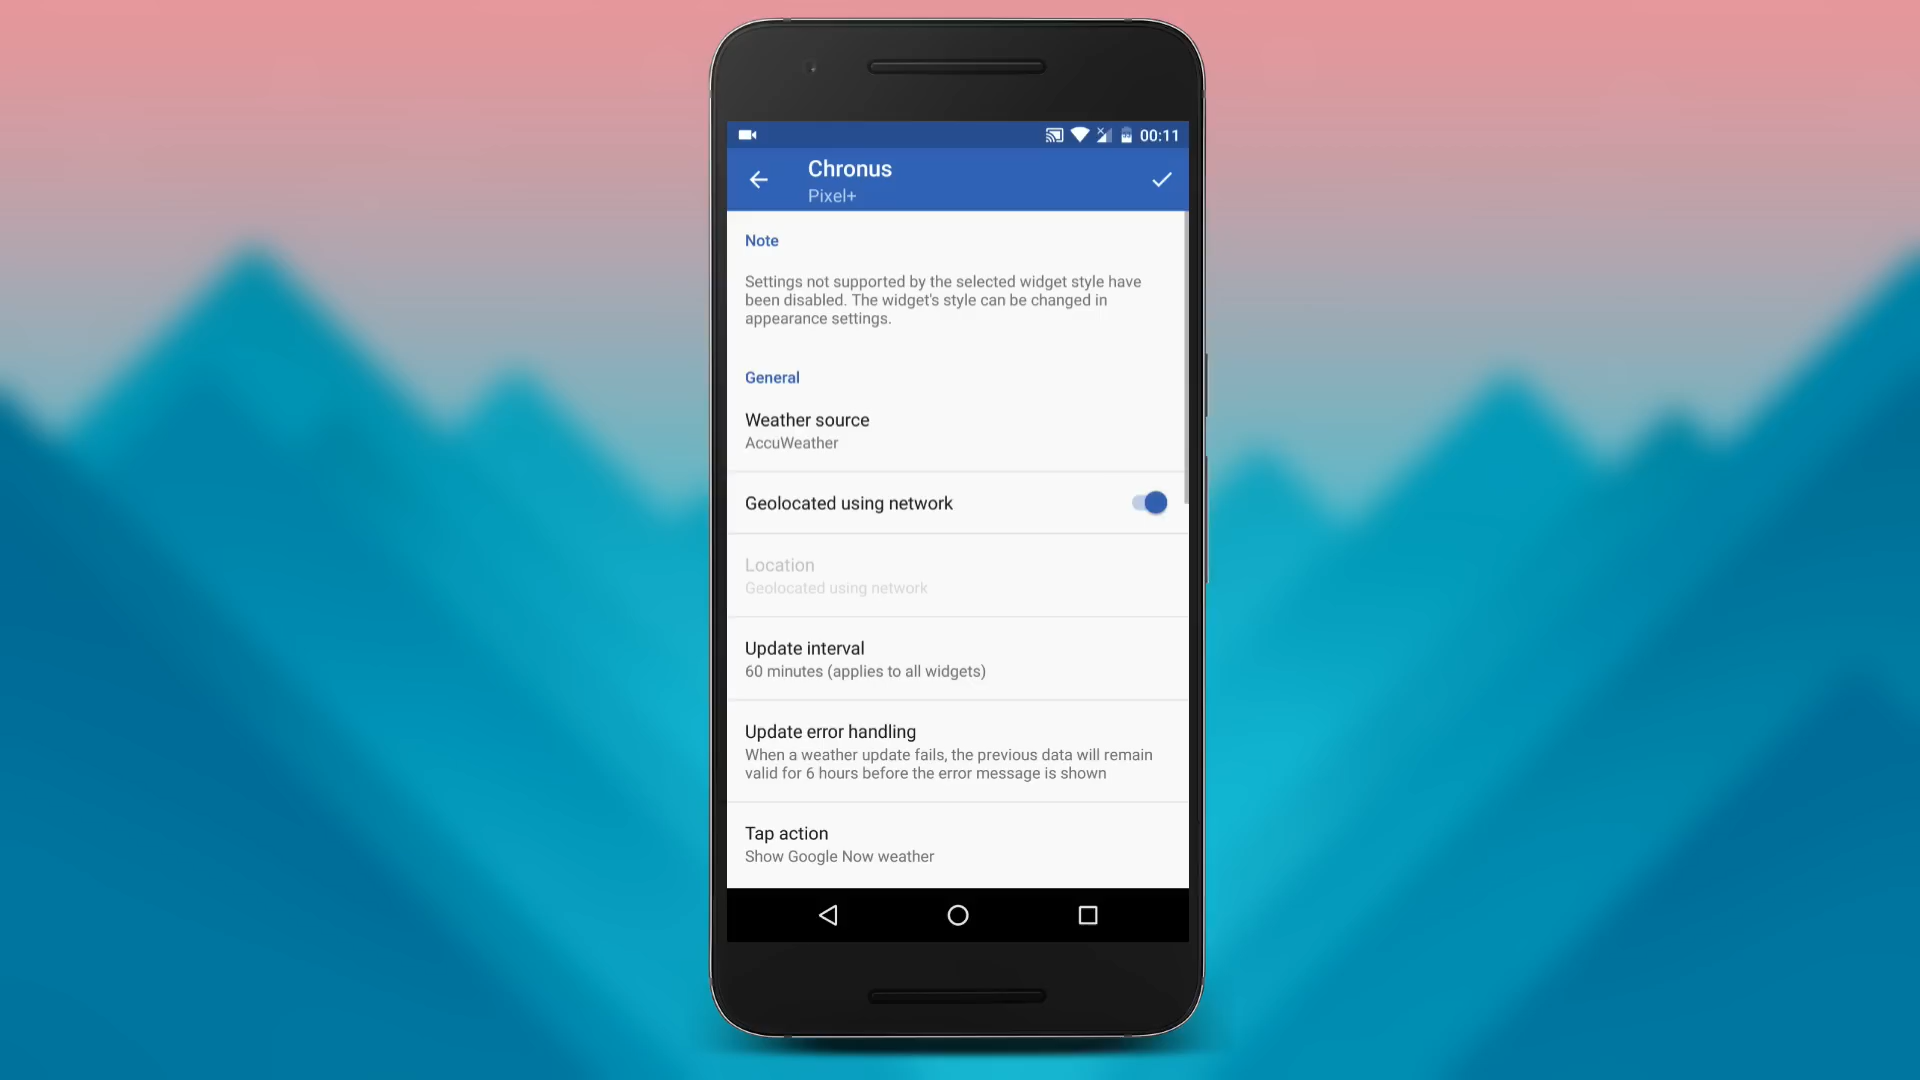 00:11
Chronus
Pixel+
Note
Settings not supported by the selected widget style have
been disabled. The widget's style can be changed in
appearance settings.
General
Weather source
AccuWeather
Geolocated using network
Location
Geolocated using network
Update interval
60 minutes (applies to all widgets)
Update error handling
When a weather update fails, the previous data will remain
valid for 6 hours before the error message is shown
Tap action
Show Google Now weather